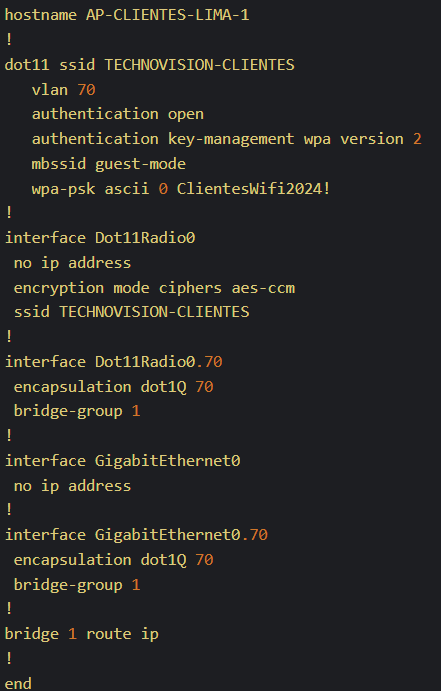 hostname AP-CLIENTES-LIMA-1
!
dot11 ssid TECHNOVISION-CLIENTES
   vlan 70
   authentication open
   authentication key-management wpa version 2
   mbssid guest-mode
   wpa-psk ascii 0 ClientesWifi2024!
!
interface Dot11Radio0
 no ip address
 encryption mode ciphers aes-ccm
 ssid TECHNOVISION-CLIENTES
!
interface Dot11Radio0.70
 encapsulation dot1Q 70
 bridge-group 1
!
interface GigabitEthernet0
 no ip address
!
interface GigabitEthernet0.70
 encapsulation dot1Q 70
 bridge-group 1
!
bridge 1 route ip
!
end